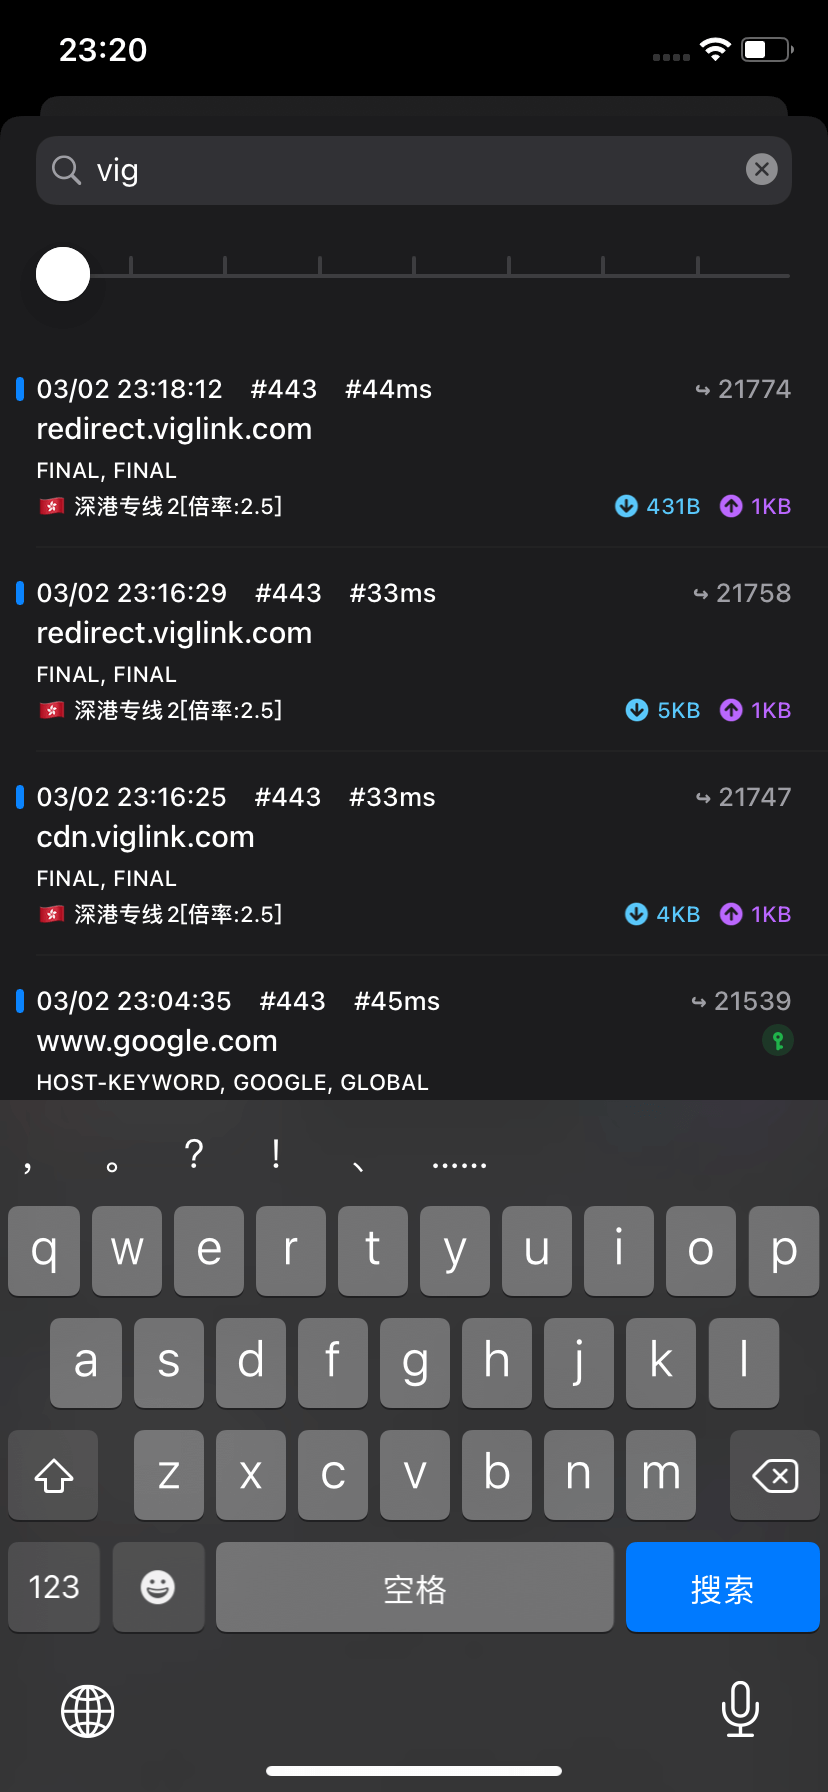 23:20
vig
03/02 23:18:12 #443 #44ms ↪ 21774
redirect.viglink.com
FINAL, FINAL
🇭🇰 深港专线2[倍率:2.5] 431B 1KB
03/02 23:16:29 #443 #33ms ↪ 21758
redirect.viglink.com
FINAL, FINAL
🇭🇰 深港专线2[倍率:2.5] 5KB 1KB
03/02 23:16:25 #443 #33ms ↪ 21747
cdn.viglink.com
FINAL, FINAL
🇭🇰 深港专线2[倍率:2.5] 4KB 1KB
03/02 23:04:35 #443 #45ms ↪ 21539
www.google.com
HOST-KEYWORD, GOOGLE, GLOBAL
， 。 ? ! 、 ……
q w e r t y u i o p
a s d f g h j k l
z x c v b n m
123 空格 搜索